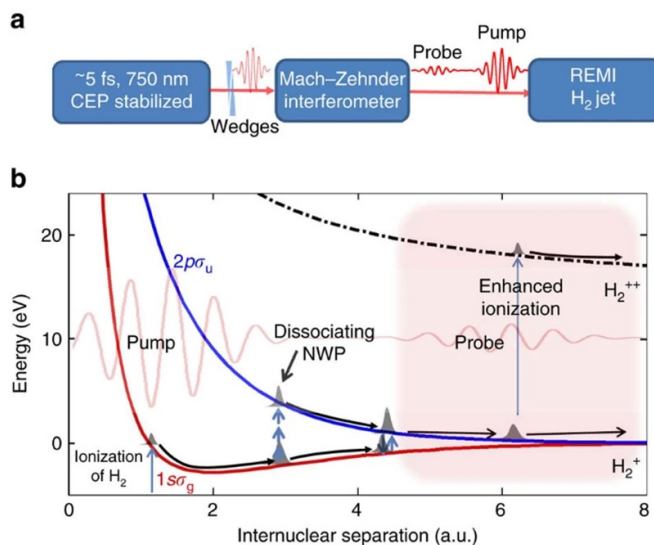 a
~5 fs, 750 nm
CEP stabilized
Wedges
Mach–Zehnder
interferometer
Probe
Pump
REMI
H₂ jet
b
Energy (eV)
20
10
0
2pσᵤ
Pump
Dissociating
NWP
Enhanced
ionization
Probe
H₂⁺⁺
Ionization
of H₂
1sσ_g
H₂⁺
0 2 4 6 8
Internuclear separation (a.u.)